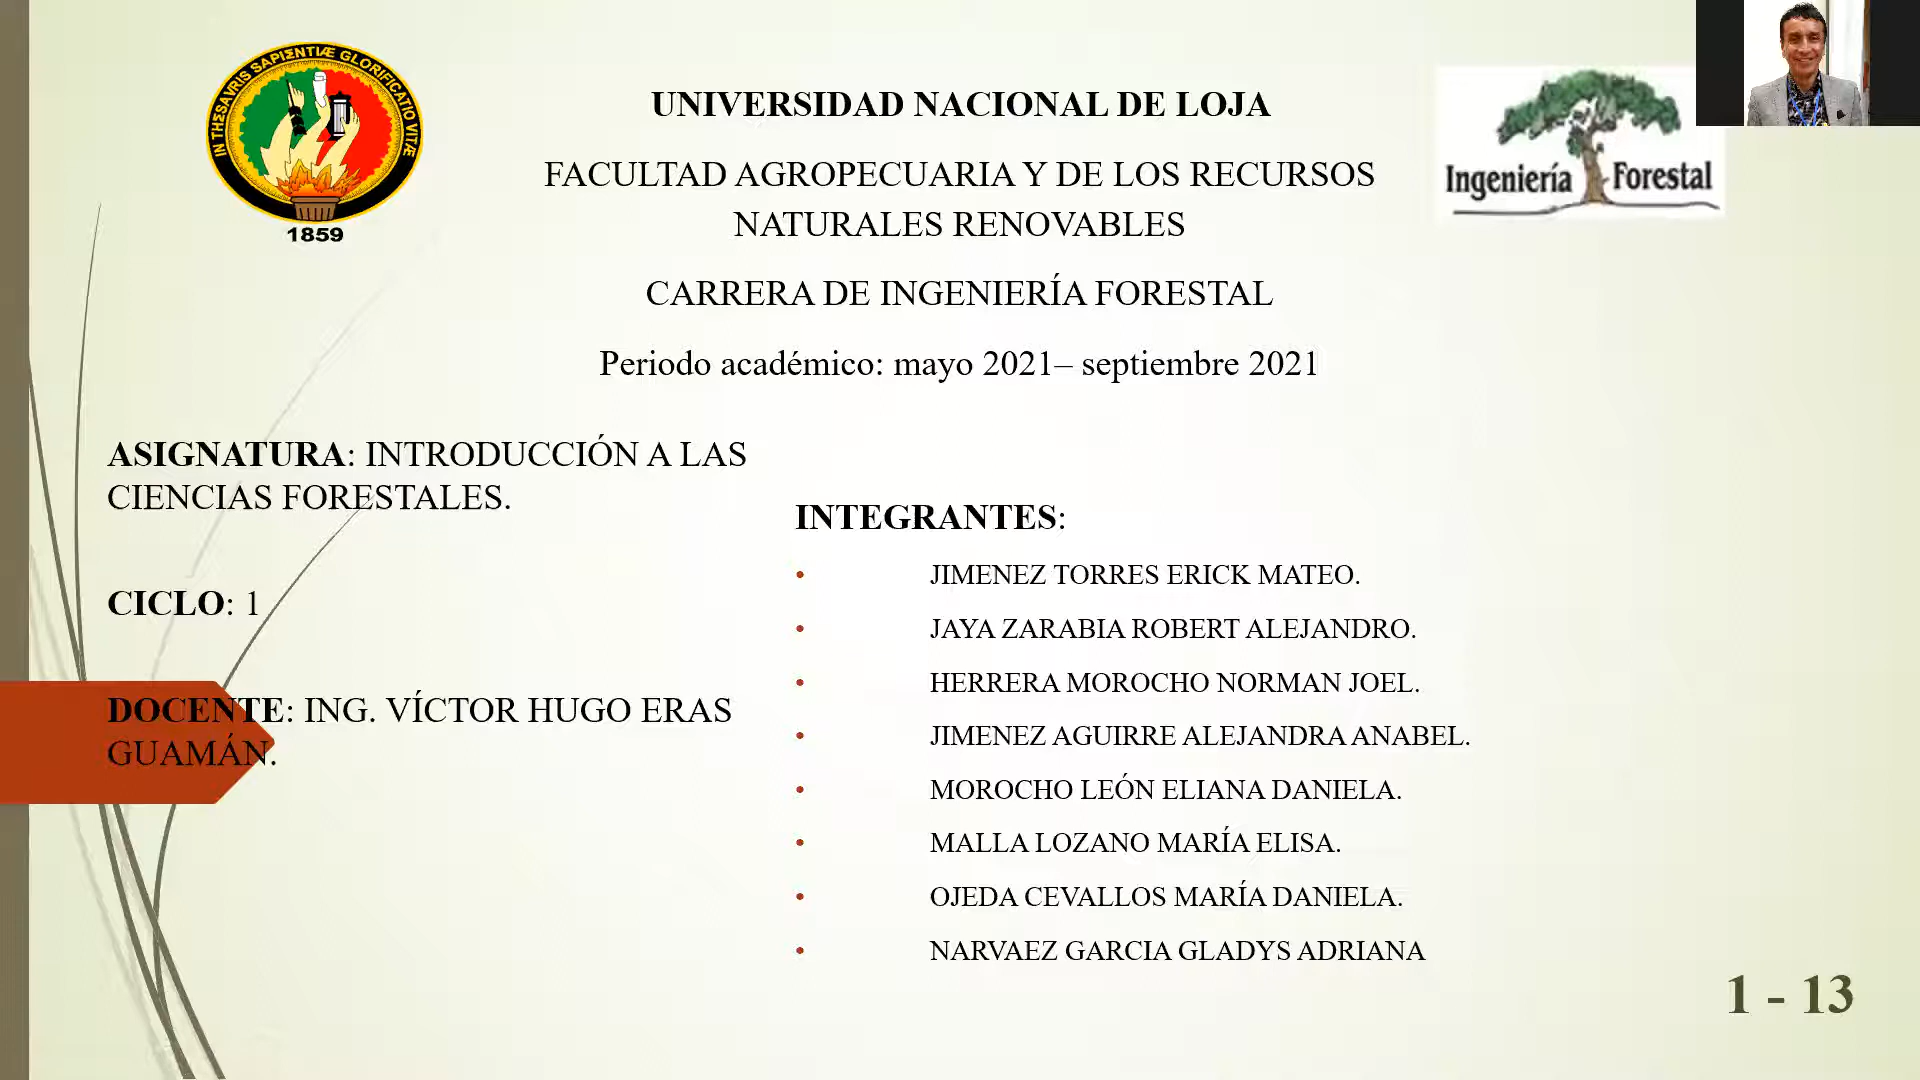 IN THESAVRIS SAPIENTIÆ GLORIFICATIO VITÆ
1859
UNIVERSIDAD NACIONAL DE LOJA
FACULTAD AGROPECUARIA Y DE LOS RECURSOS
NATURALES RENOVABLES
CARRERA DE INGENIERÍA FORESTAL
Periodo académico: mayo 2021– septiembre 2021
Ingeniería Forestal
ASIGNATURA: INTRODUCCIÓN A LAS
CIENCIAS FORESTALES.
CICLO: 1
DOCENTE: ING. VÍCTOR HUGO ERAS
GUAMÁN.
INTEGRANTES:
• JIMENEZ TORRES ERICK MATEO.
• JAYA ZARABIA ROBERT ALEJANDRO.
• HERRERA MOROCHO NORMAN JOEL.
• JIMENEZ AGUIRRE ALEJANDRA ANABEL.
• MOROCHO LEÓN ELIANA DANIELA.
• MALLA LOZANO MARÍA ELISA.
• OJEDA CEVALLOS MARÍA DANIELA.
• NARVAEZ GARCIA GLADYS ADRIANA
1 - 13